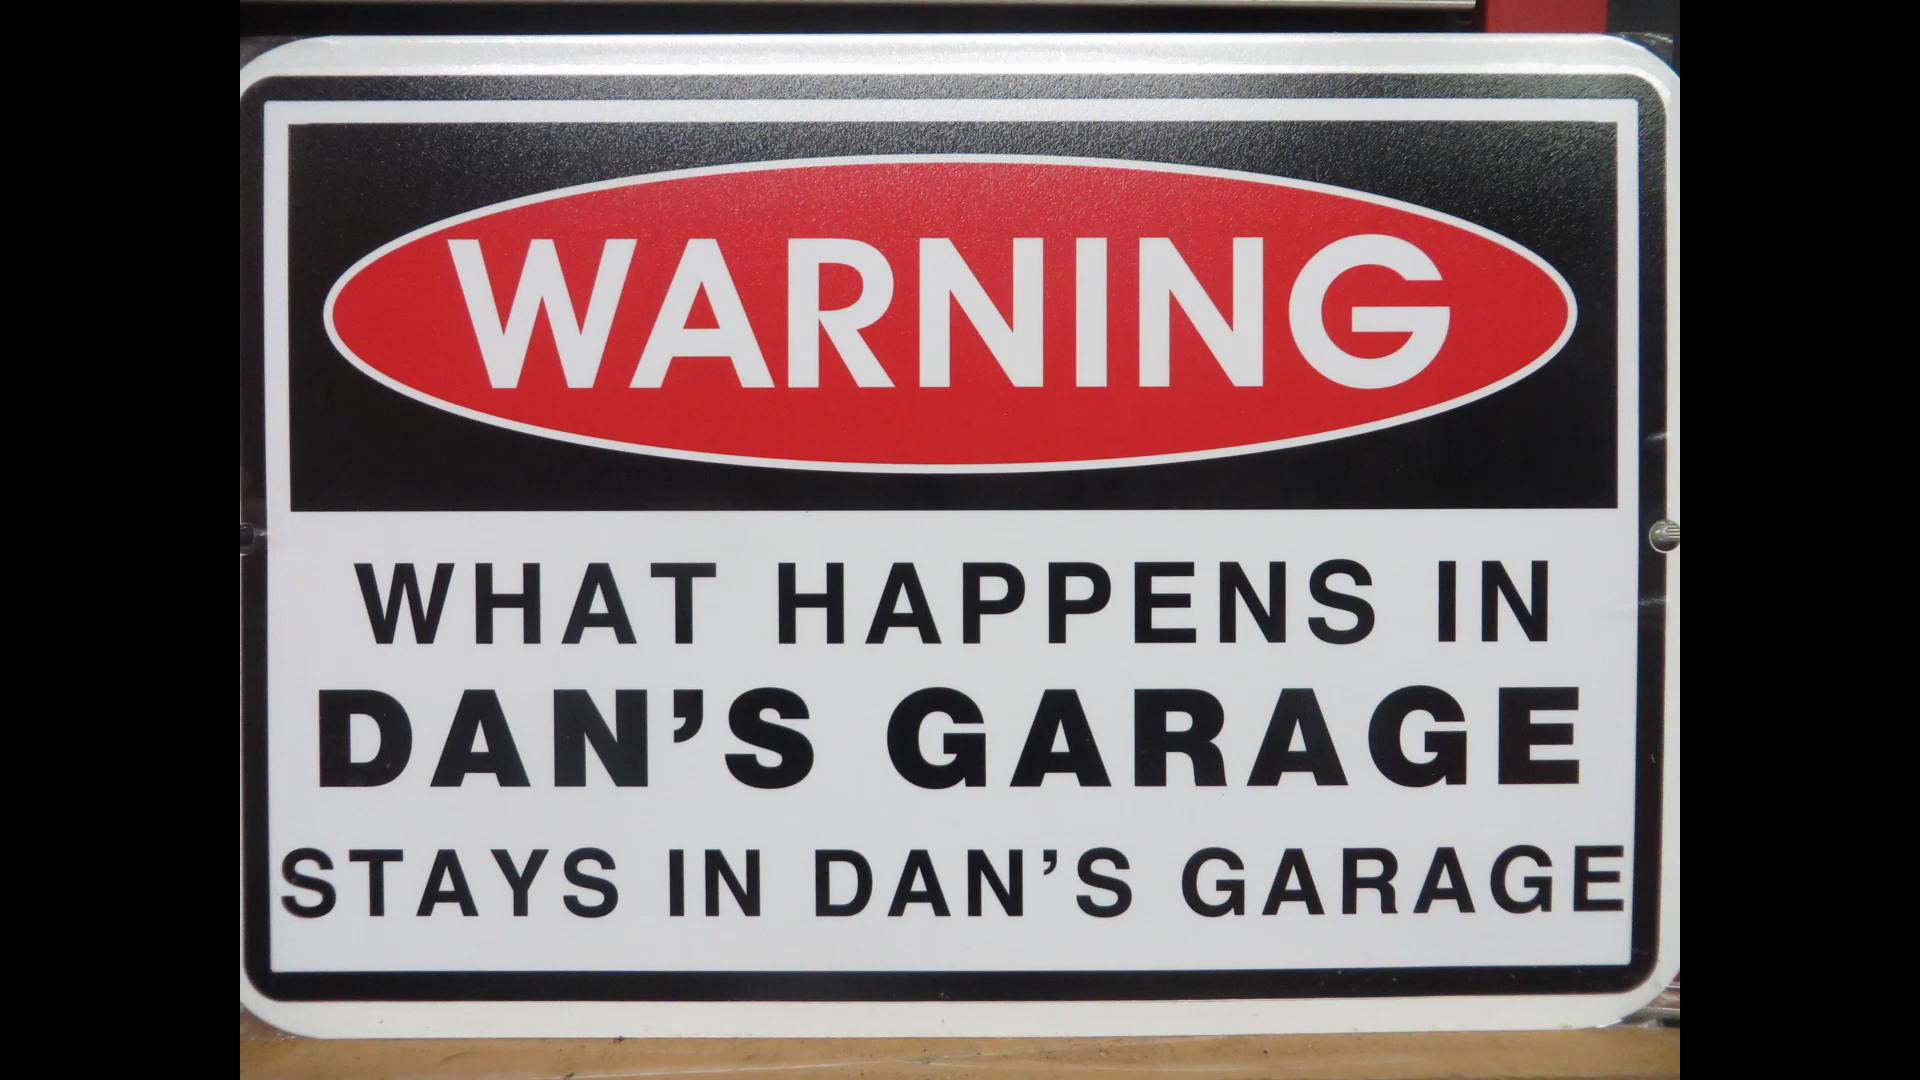 WARNING
WHAT HAPPENS IN
DAN’S GARAGE
STAYS IN DAN’S GARAGE